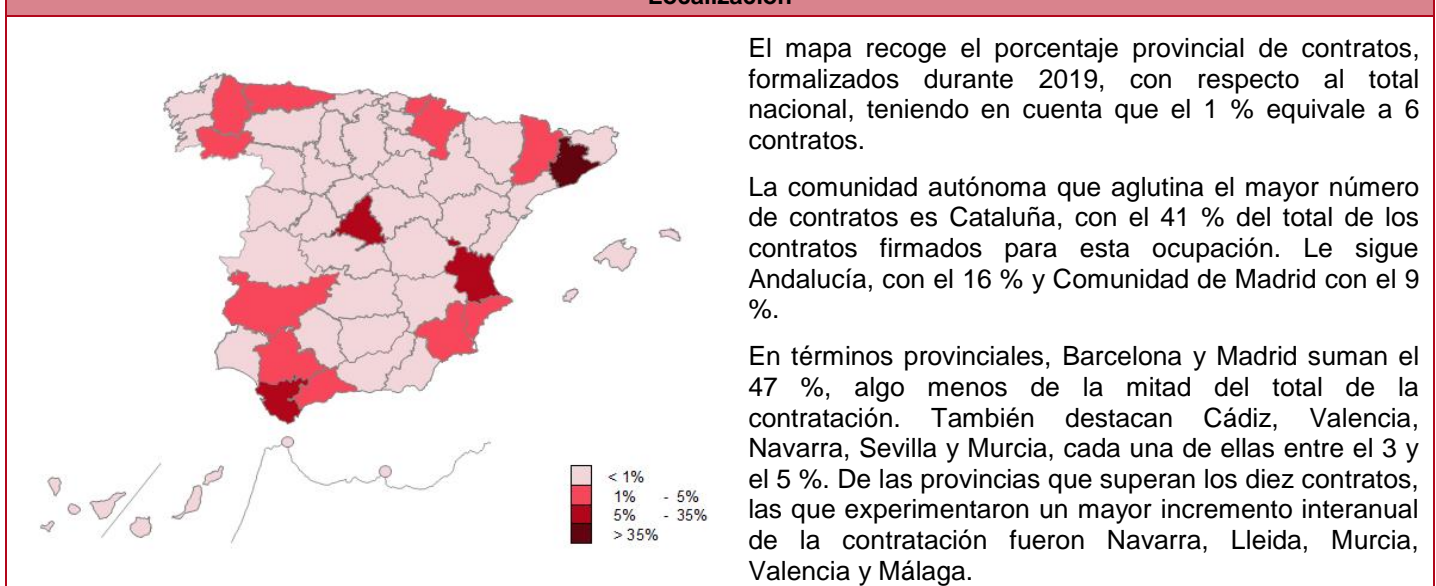 Localización
El mapa recoge el porcentaje provincial de contratos,
formalizados durante 2019, con respecto al total
nacional, teniendo en cuenta que el 1 % equivale a 6
contratos.
La comunidad autónoma que aglutina el mayor número
de contratos es Cataluña, con el 41 % del total de los
contratos firmados para esta ocupación. Le sigue
Andalucía, con el 16 % y Comunidad de Madrid con el 9
%.
En términos provinciales, Barcelona y Madrid suman el
47 %, algo menos de la mitad del total de la
contratación. También destacan Cádiz, Valencia,
Navarra, Sevilla y Murcia, cada una de ellas entre el 3 y
el 5 %. De las provincias que superan los diez contratos,
las que experimentaron un mayor incremento interanual
de la contratación fueron Navarra, Lleida, Murcia,
Valencia y Málaga.
< 1%
1% - 5%
5% - 35%
> 35%